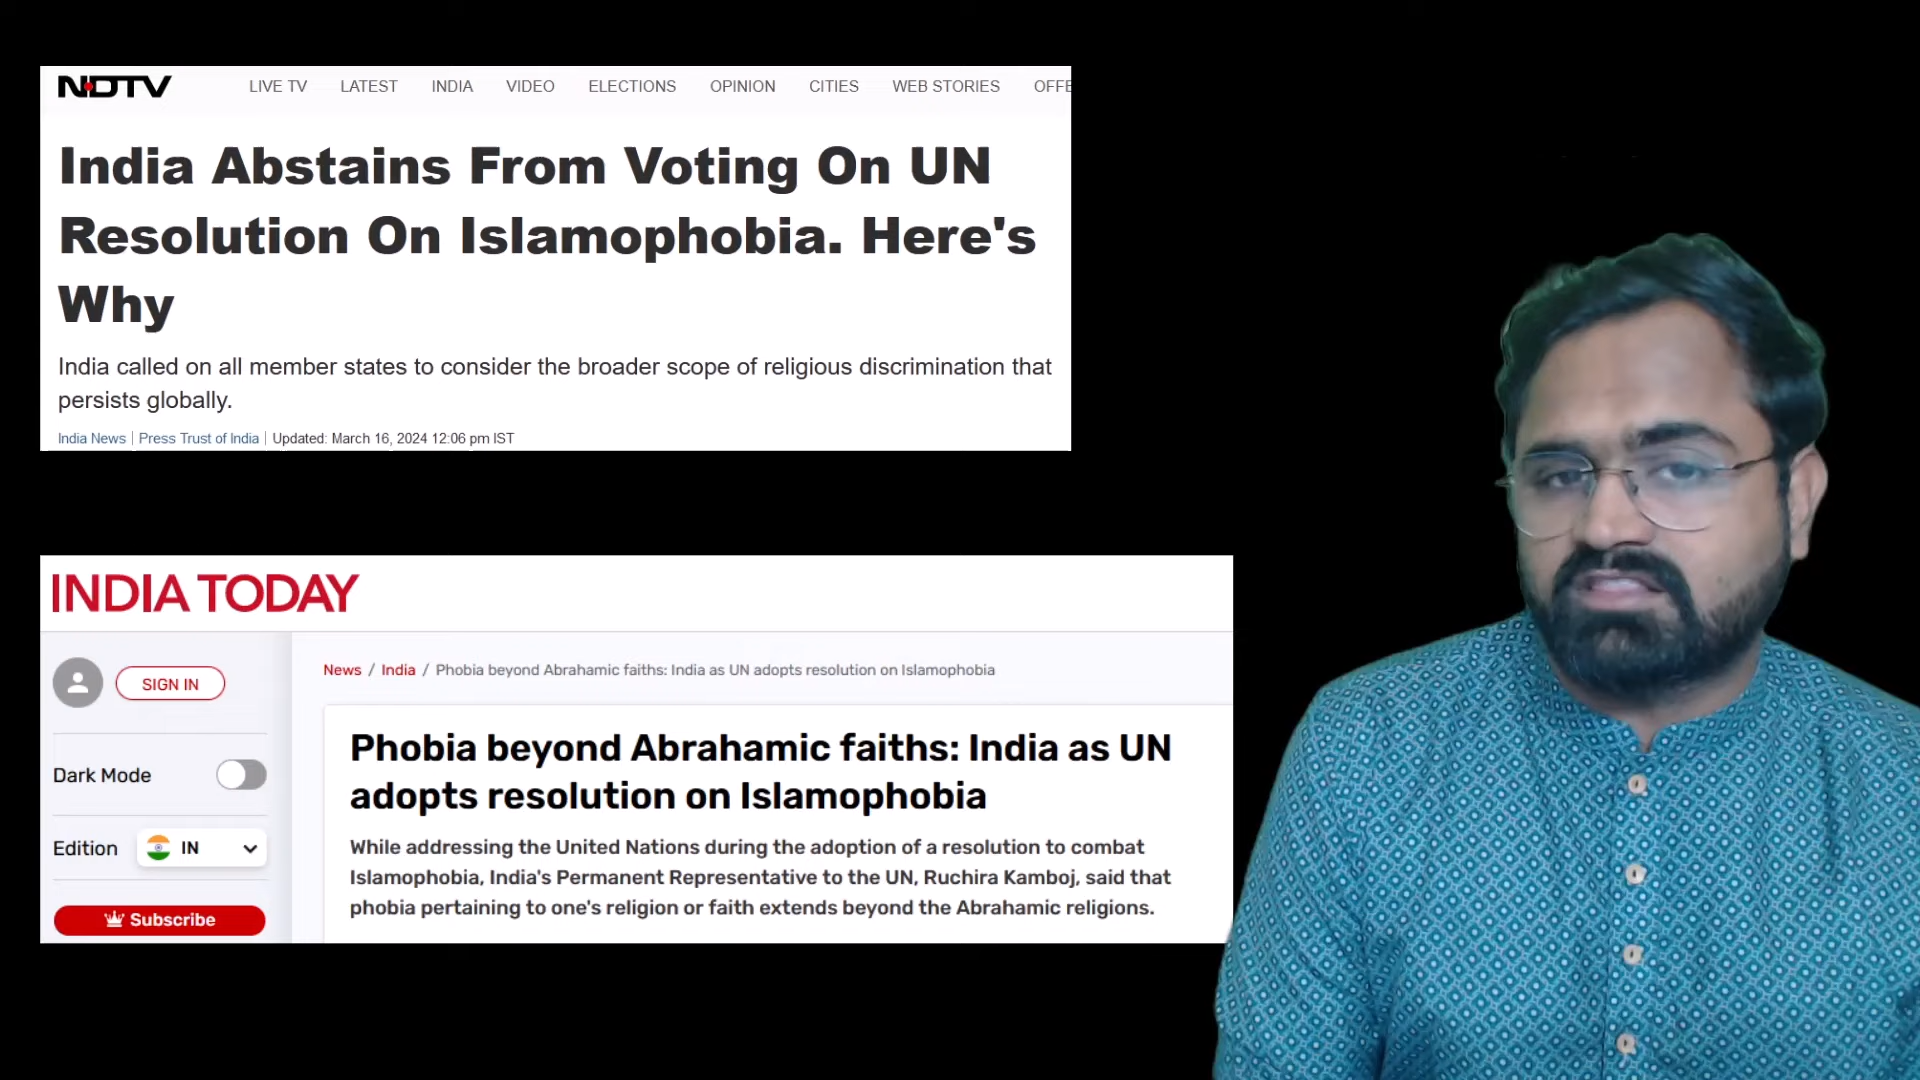 NDTV LIVE TV LATEST INDIA VIDEO ELECTIONS OPINION CITIES WEB STORIES OFFE
India Abstains From Voting On UN
Resolution On Islamophobia. Here's
Why
India called on all member states to consider the broader scope of religious discrimination that
persists globally.
India News | Press Trust of India | Updated: March 16, 2024 12:06 pm IST
INDIA TODAY
SIGN IN
Dark Mode
Edition IN
Subscribe
News / India / Phobia beyond Abrahamic faiths: India as UN adopts resolution on Islamophobia
Phobia beyond Abrahamic faiths: India as UN
adopts resolution on Islamophobia
While addressing the United Nations during the adoption of a resolution to combat
Islamophobia, India's Permanent Representative to the UN, Ruchira Kamboj, said that
phobia pertaining to one's religion or faith extends beyond the Abrahamic religions.